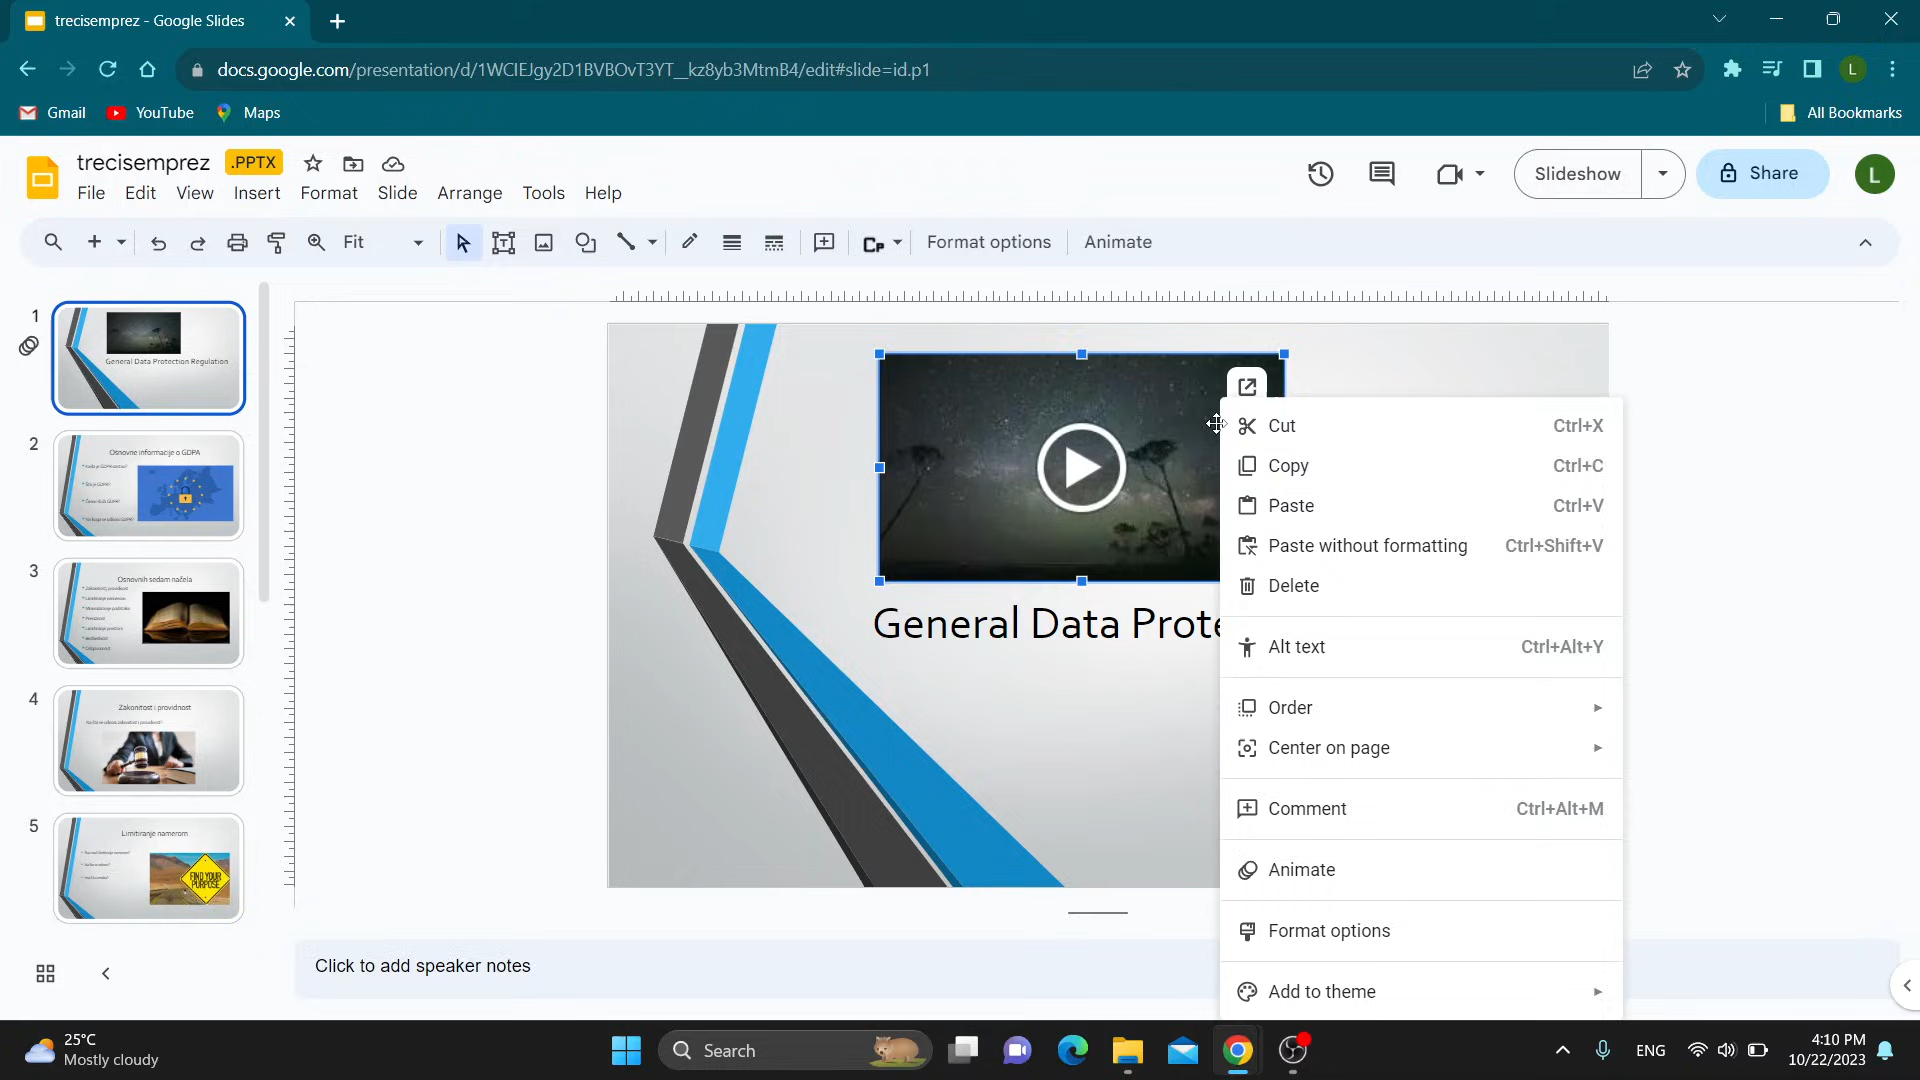 trecisemprez - Google Slides
docs.google.com/presentation/d/1WCIEJgy2D1BVBOvT3YT__kz8yb3MtmB4/edit#slide=id.p1
L
Gmail YouTube Maps All Bookmarks
trecisemprez .PPTX
File Edit View Insert Format Slide Arrange Tools Help
Slideshow Share L
Fit Format options Animate
1
General Data Protection Regulation
2
Osnovne informacije o GDPA
3
Osnovnih sedam načela
4
Zakonitost i providnost
5
Limitiranje namerom
FIND YOUR
PURPOSE
General Data Prote
Cut Ctrl+X
Copy Ctrl+C
Paste Ctrl+V
Paste without formatting Ctrl+Shift+V
Delete
Alt text Ctrl+Alt+Y
Order
Center on page
Comment Ctrl+Alt+M
Animate
Format options
Add to theme
Click to add speaker notes
25°C
Mostly cloudy
Search
ENG
4:10 PM
10/22/2023